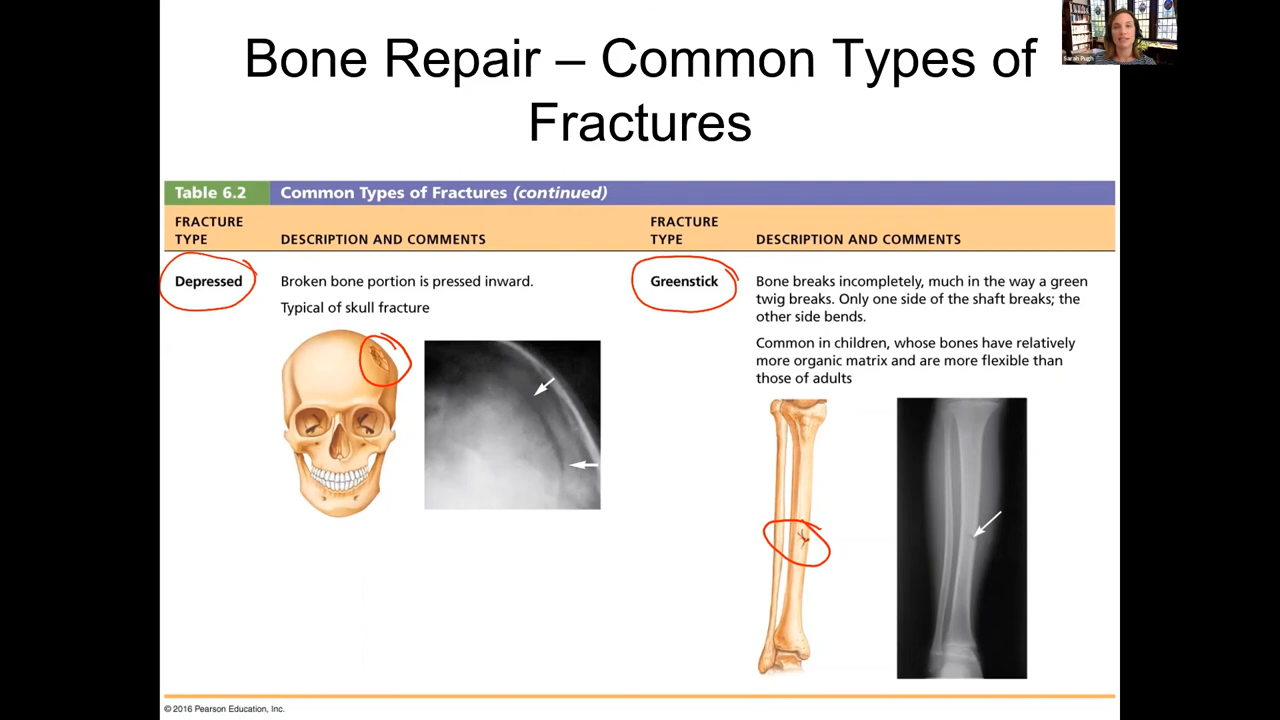 Bone Repair – Common Types of
Fractures
Sarah Pugh
Table 6.2 Common Types of Fractures (continued)
FRACTURE
TYPE DESCRIPTION AND COMMENTS
Depressed Broken bone portion is pressed inward.
Typical of skull fracture
FRACTURE
TYPE DESCRIPTION AND COMMENTS
Greenstick Bone breaks incompletely, much in the way a green
twig breaks. Only one side of the shaft breaks; the
other side bends.
Common in children, whose bones have relatively
more organic matrix and are more flexible than
those of adults
© 2016 Pearson Education, Inc.